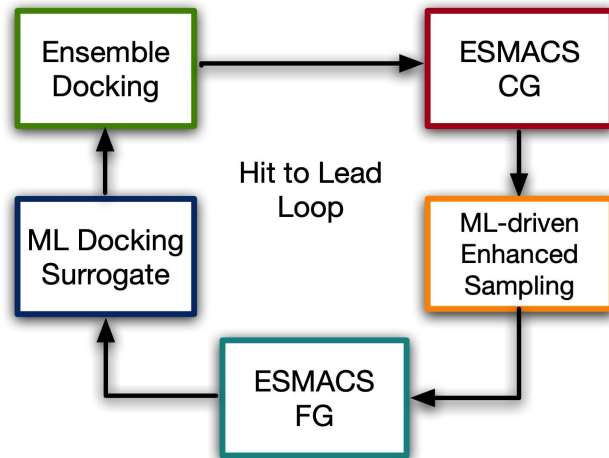 Ensemble
Docking
ESMACS
CG
Hit to Lead
Loop
ML Docking
Surrogate
ML-driven
Enhanced
Sampling
ESMACS
FG